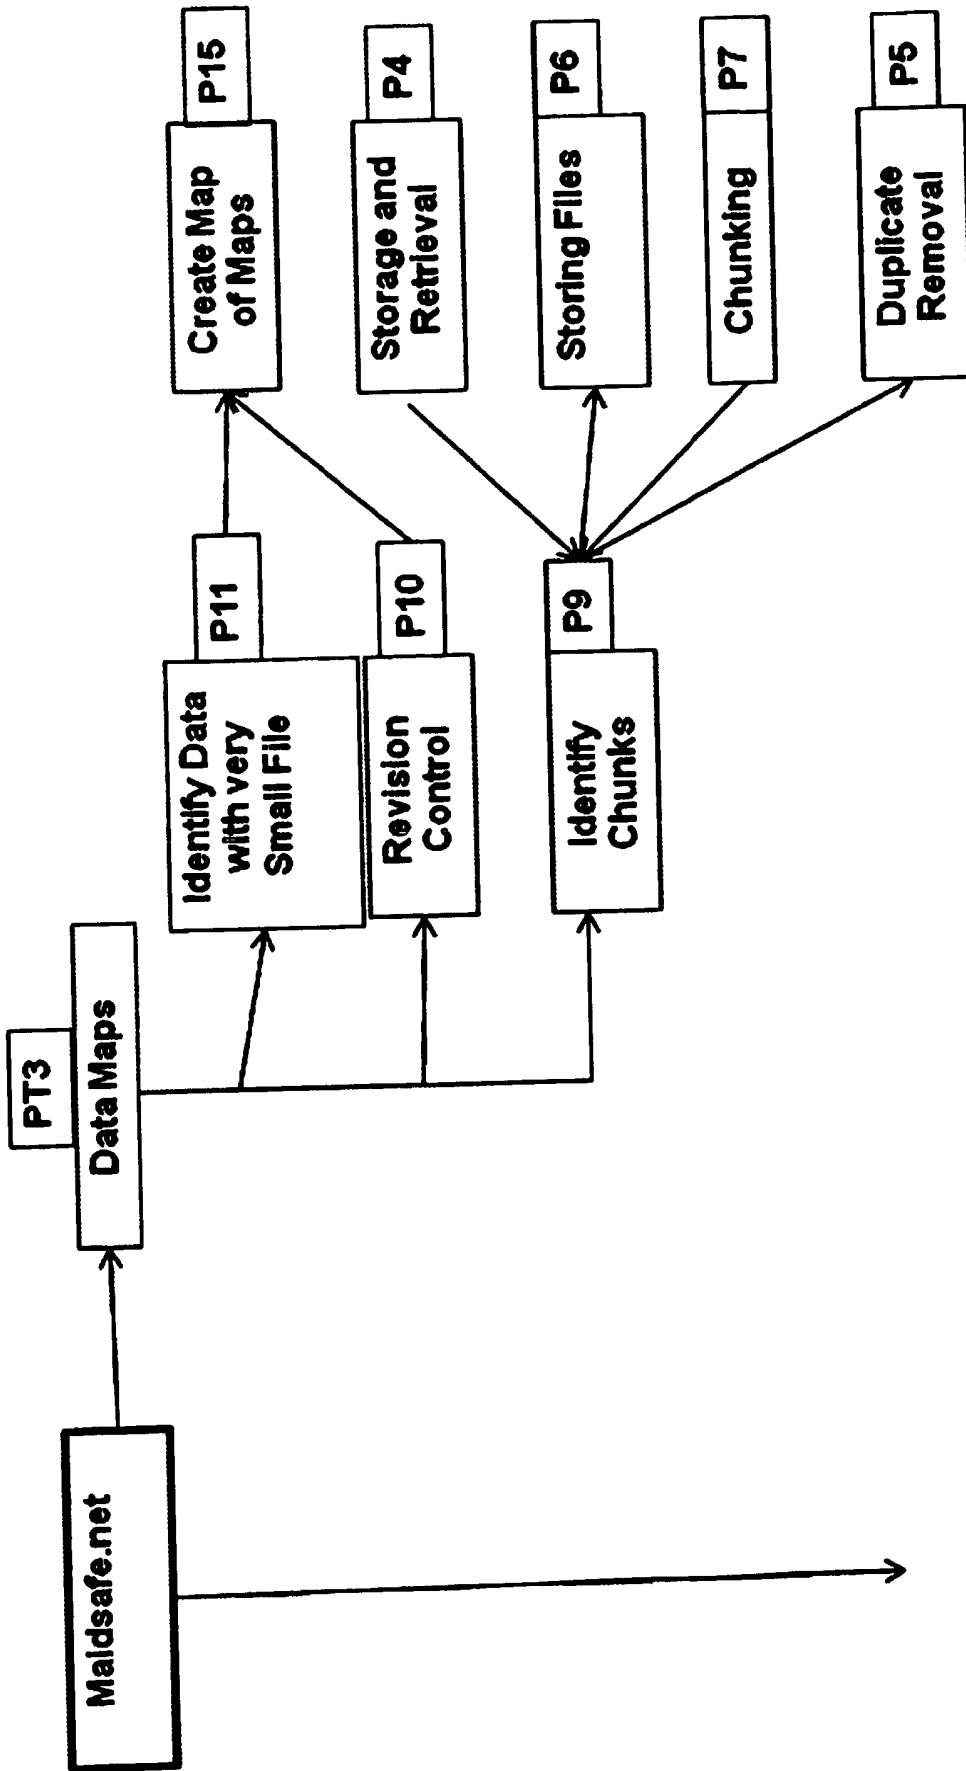 Maidsafe.net
PT3
Data Maps
Identify Data
with very
Small File
P11
Revision
Control
P10
Identify
Chunks
P9
Create Map
of Maps
P15
Storage and
Retrieval
P4
Storing Files
P6
Chunking
P7
Duplicate
Removal
P5